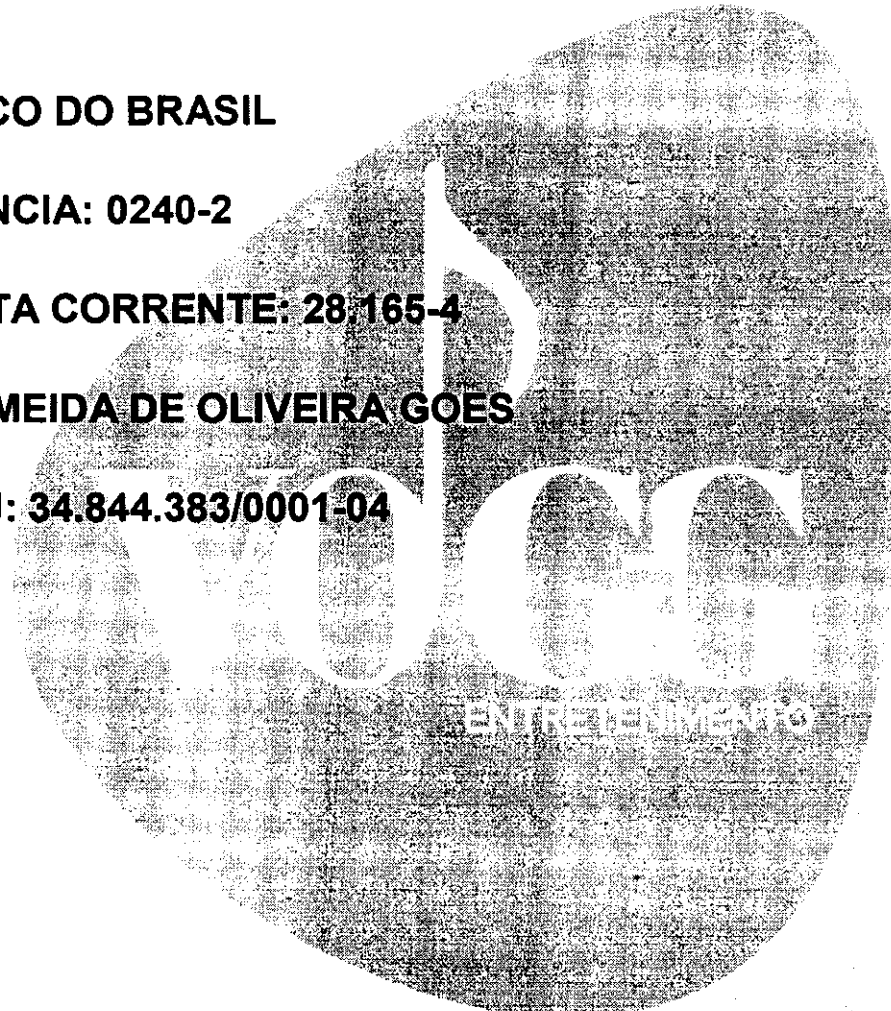 CO DO BRASIL
NCIA: 0240-2
TA CORRENTE: 28.165-4
MEIDA DE OLIVEIRA GOES
J: 34.844.383/0001-04
ENTRETENIMENTO